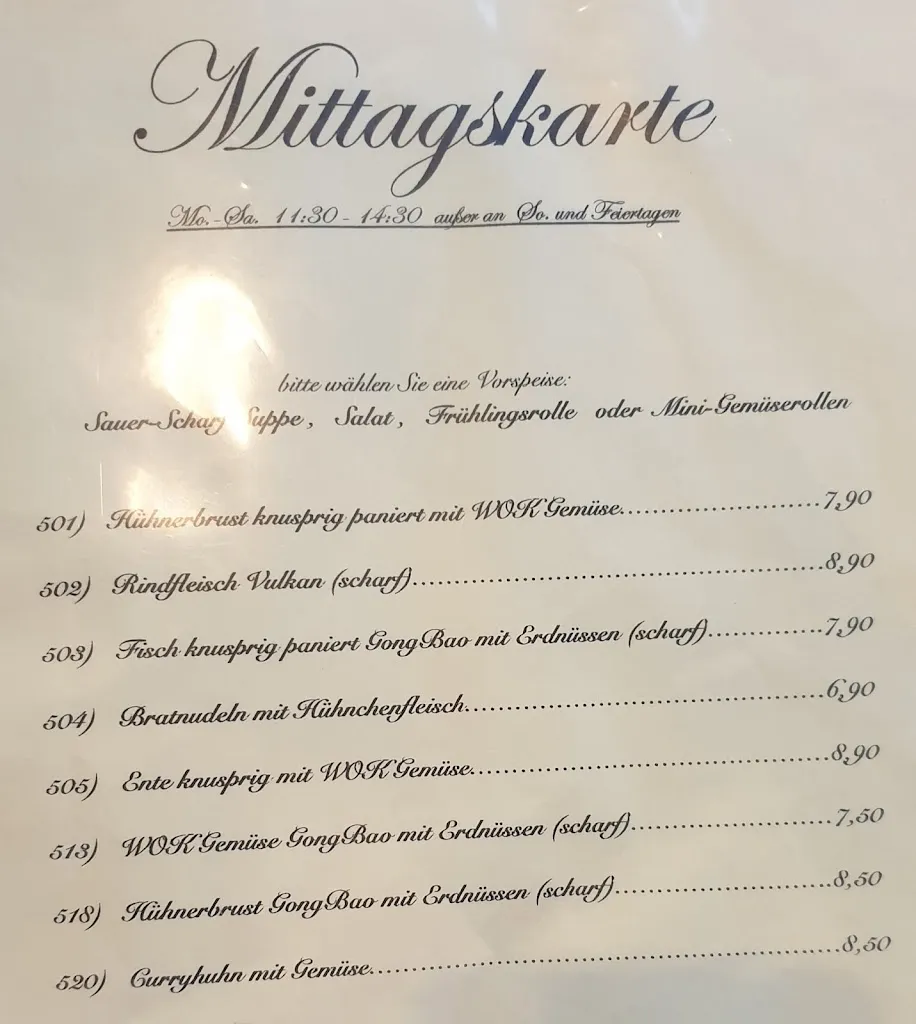 Mittagskarte
Mo.-Sa. 11:30 - 14:30 außer an So. und Feiertagen
bitte wählen Sie eine Vorspeise:
Sauer-Scharf Suppe, Salat, Frühlingsrolle oder Mini-Gemüserollen
501) Hühnerbrust knusprig paniert mit WOK Gemüse............................7,90
502) Rindfleisch Vulkan (scharf)..........................................................8,90
503) Fisch knusprig paniert GongBao mit Erdnüssen (scharf)................7,90
504) Bratnudeln mit Hühnchenfleisch..................................................6,90
505) Ente knusprig mit WOK Gemüse..................................................8,90
513) WOK Gemüse GongBao mit Erdnüssen (scharf)............................7,50
518) Hühnerbrust GongBao mit Erdnüssen (scharf)..............................8,50
520) Curryhuhn mit Gemüse...............................................................8,50